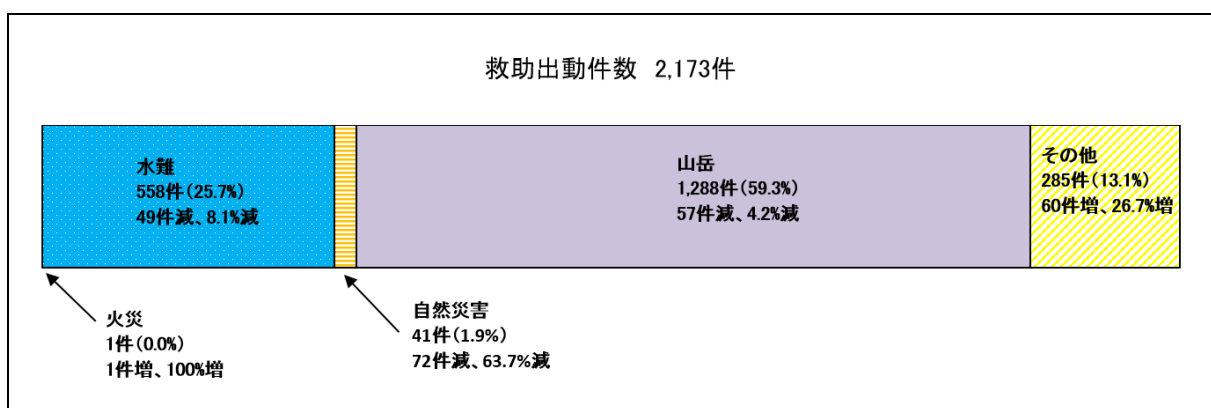 救助出動件数 2,173件
水難
558件(25.7%)
49件減、8.1%減
山岳
1,288件(59.3%)
57件減、4.2%減
その他
285件(13.1%)
60件増、26.7%増
火災
1件(0.0%)
1件増、100%増
自然災害
41件(1.9%)
72件減、63.7%減